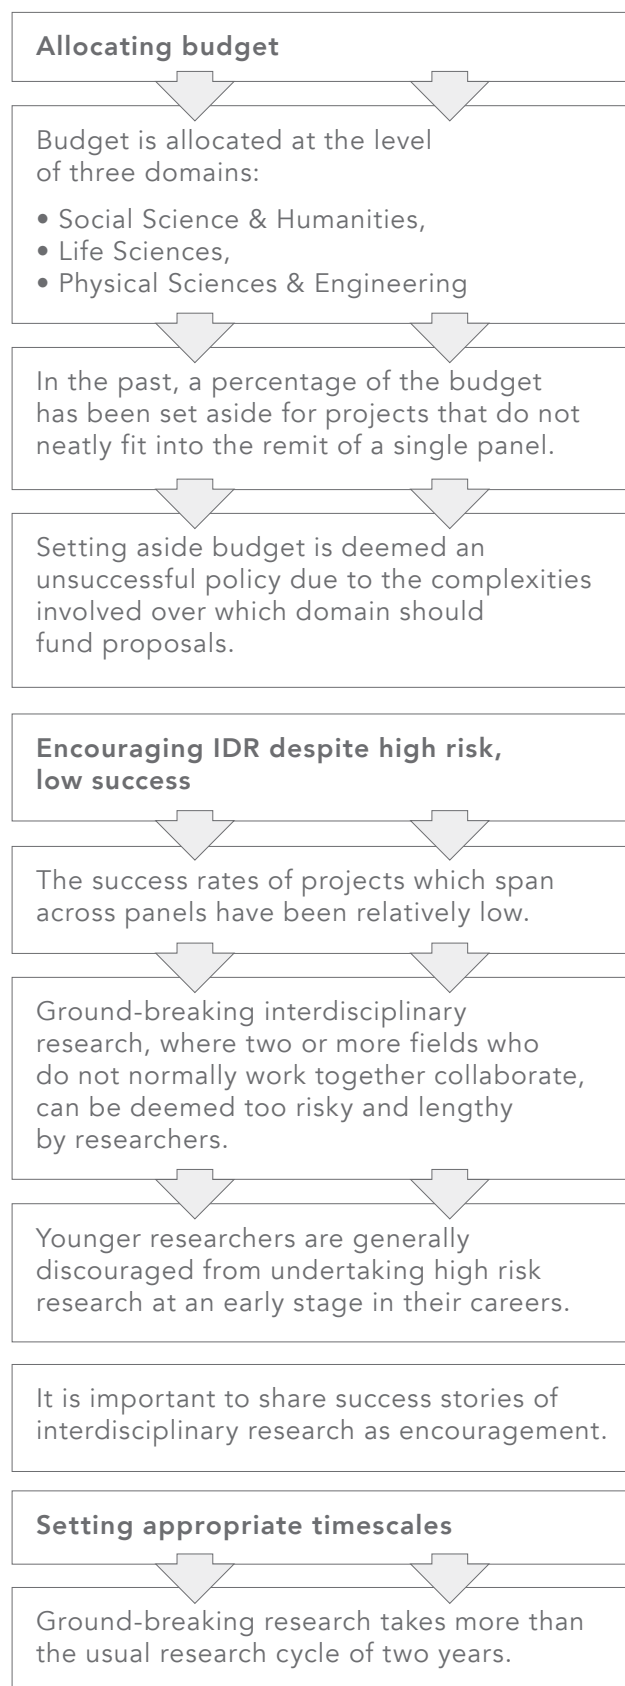 Allocating budget
Budget is allocated at the level
of three domains:
• Social Science & Humanities,
• Life Sciences,
• Physical Sciences & Engineering
In the past, a percentage of the budget
has been set aside for projects that do not
neatly fit into the remit of a single panel.
Setting aside budget is deemed an
unsuccessful policy due to the complexities
involved over which domain should
fund proposals.
Encouraging IDR despite high risk,
low success
The success rates of projects which span
across panels have been relatively low.
Ground-breaking interdisciplinary
research, where two or more fields who
do not normally work together collaborate,
can be deemed too risky and lengthy
by researchers.
Younger researchers are generally
discouraged from undertaking high risk
research at an early stage in their careers.
It is important to share success stories of
interdisciplinary research as encouragement.
Setting appropriate timescales
Ground-breaking research takes more than
the usual research cycle of two years.